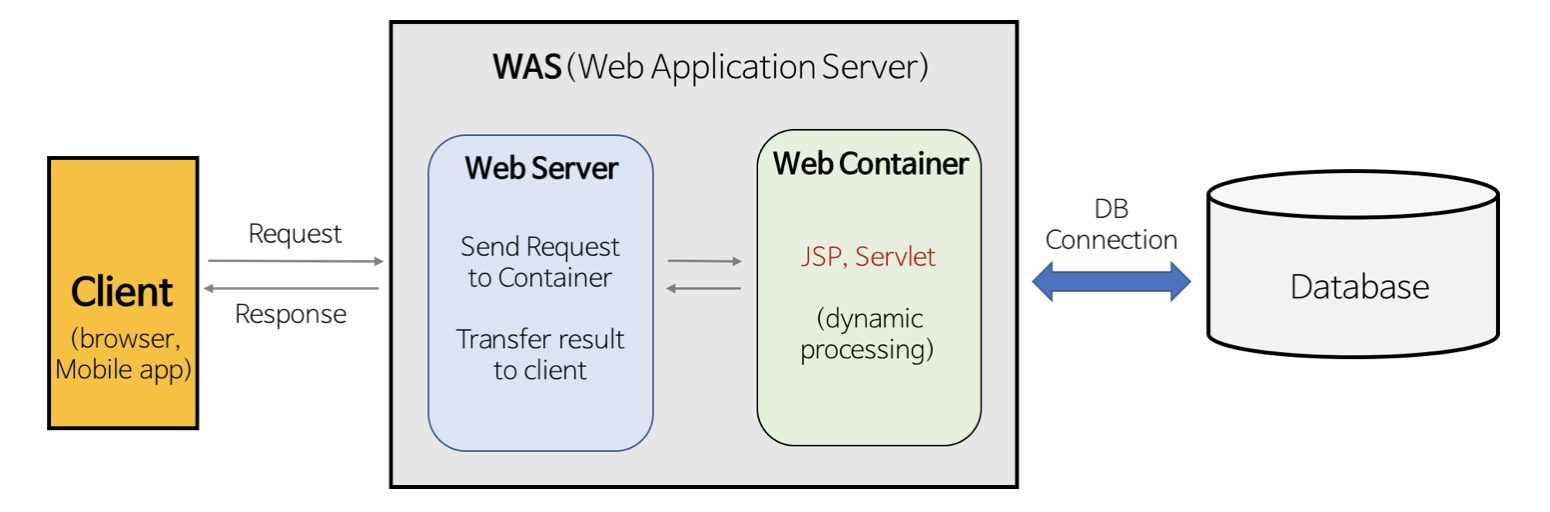 WAS(Web Application Server)
Client
(browser,
Mobile app)
Request
Response
Web Server
Send Request
to Container
Transfer result
to client
Web Container
JSP, Servlet
(dynamic
processing)
DB
Connection
Database